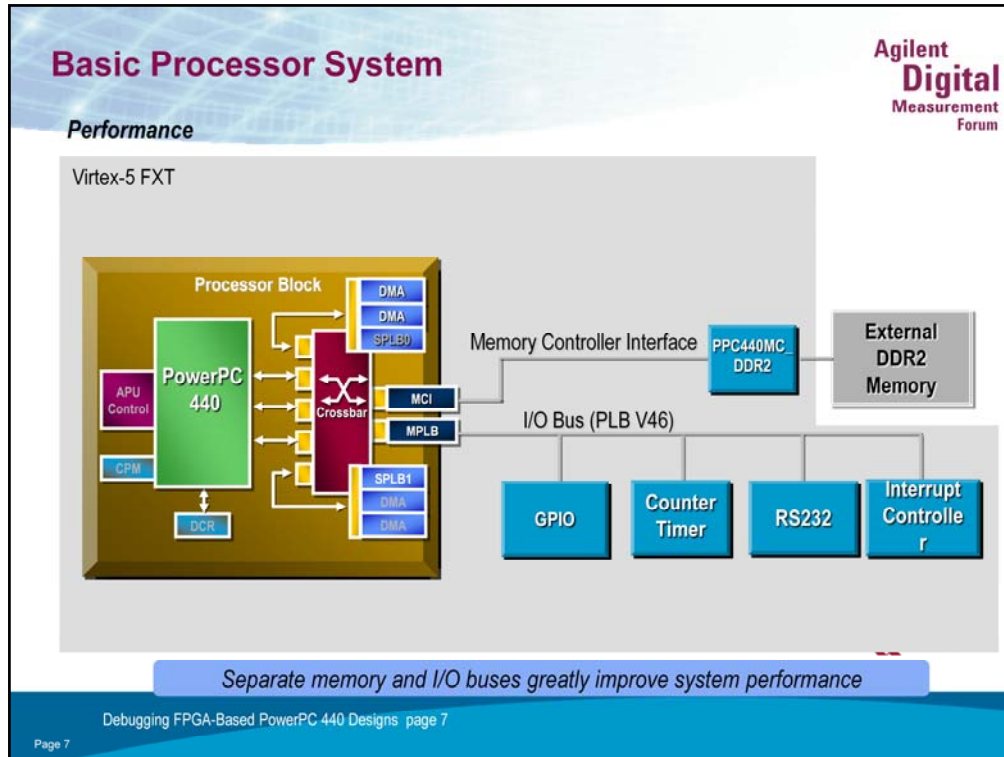 Basic Processor System
Agilent
Digital
Measurement
Forum
Performance
Virtex-5 FXT
Processor Block
DMA
DMA
SPLB0
APU
Control
PowerPC
440
CPM
DCR
Crossbar
MCI
MPLB
SPLB1
DMA
DMA
Memory Controller Interface
PPC440MC_
DDR2
External
DDR2
Memory
I/O Bus (PLB V46)
GPIO
Counter
Timer
RS232
Interrupt
Controlle
r
Separate memory and I/O buses greatly improve system performance
Debugging FPGA-Based PowerPC 440 Designs page 7
Page 7